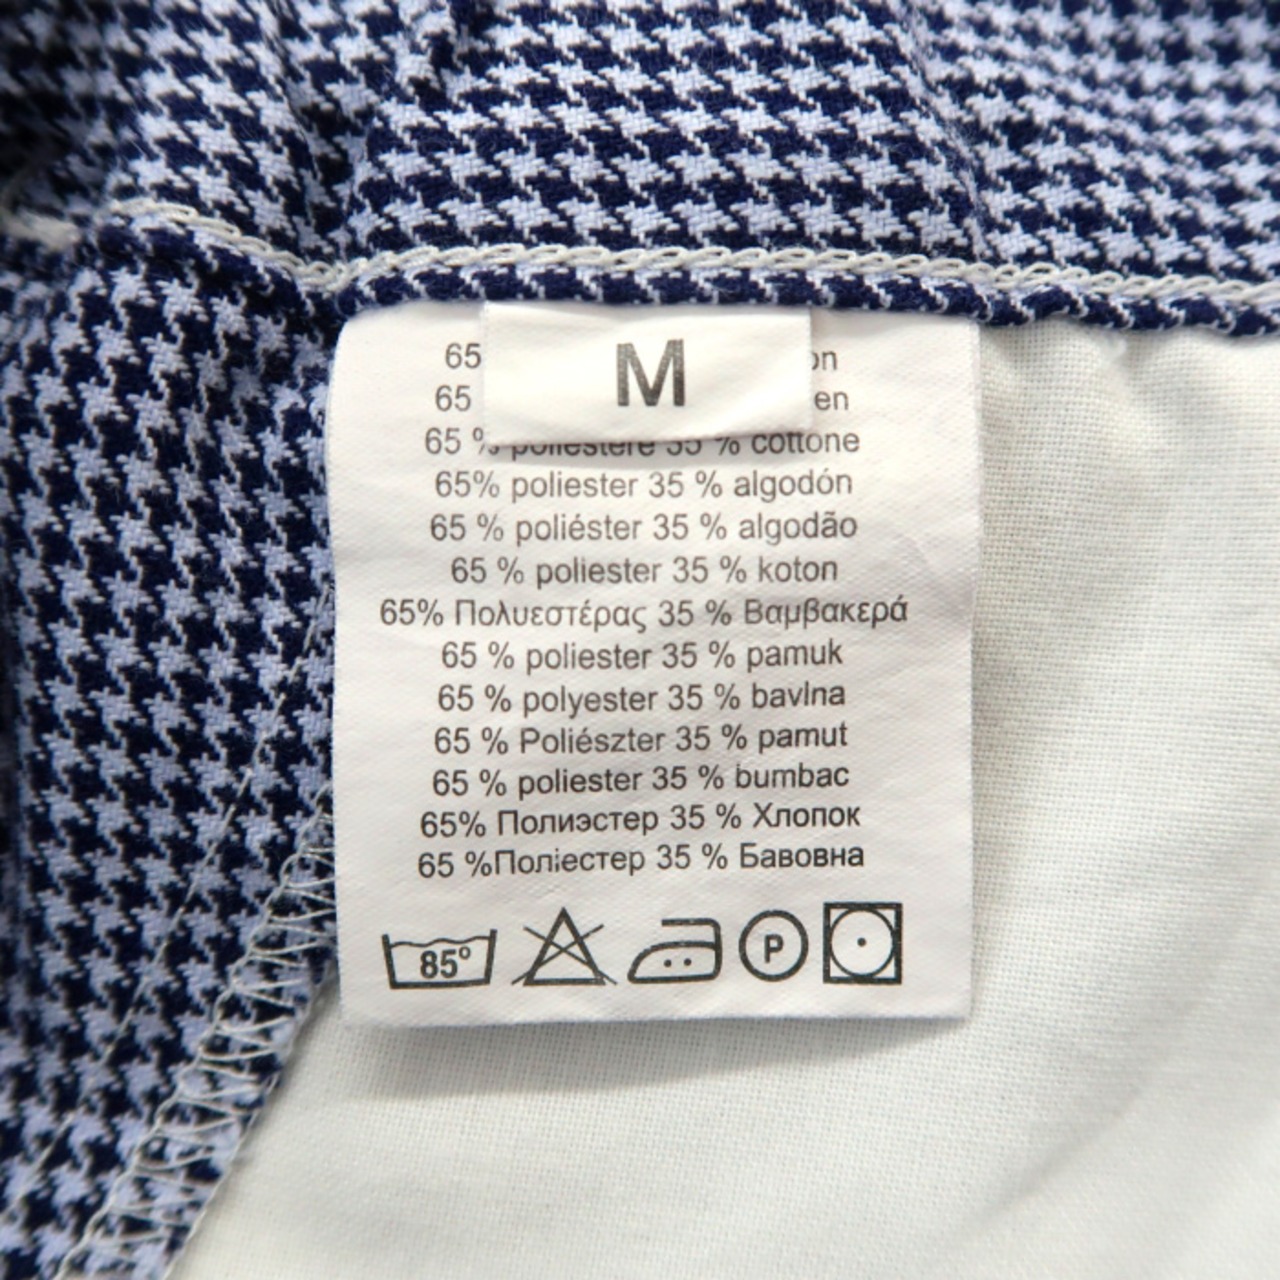 M
65 on
65 en
65 % poliestere 35 % cottone
65% poliester 35 % algodón
65 % poliéster 35 % algodão
65 % poliester 35 % koton
65% Πολυεστέρας 35 % Βαμβακερά
65 % poliester 35 % pamuk
65 % polyester 35 % bavlna
65 % Poliészter 35 % pamut
65 % poliester 35 % bumbac
65% Полиэстер 35 % Хлопок
65 %Поліестер 35 % Бавовна
85° P